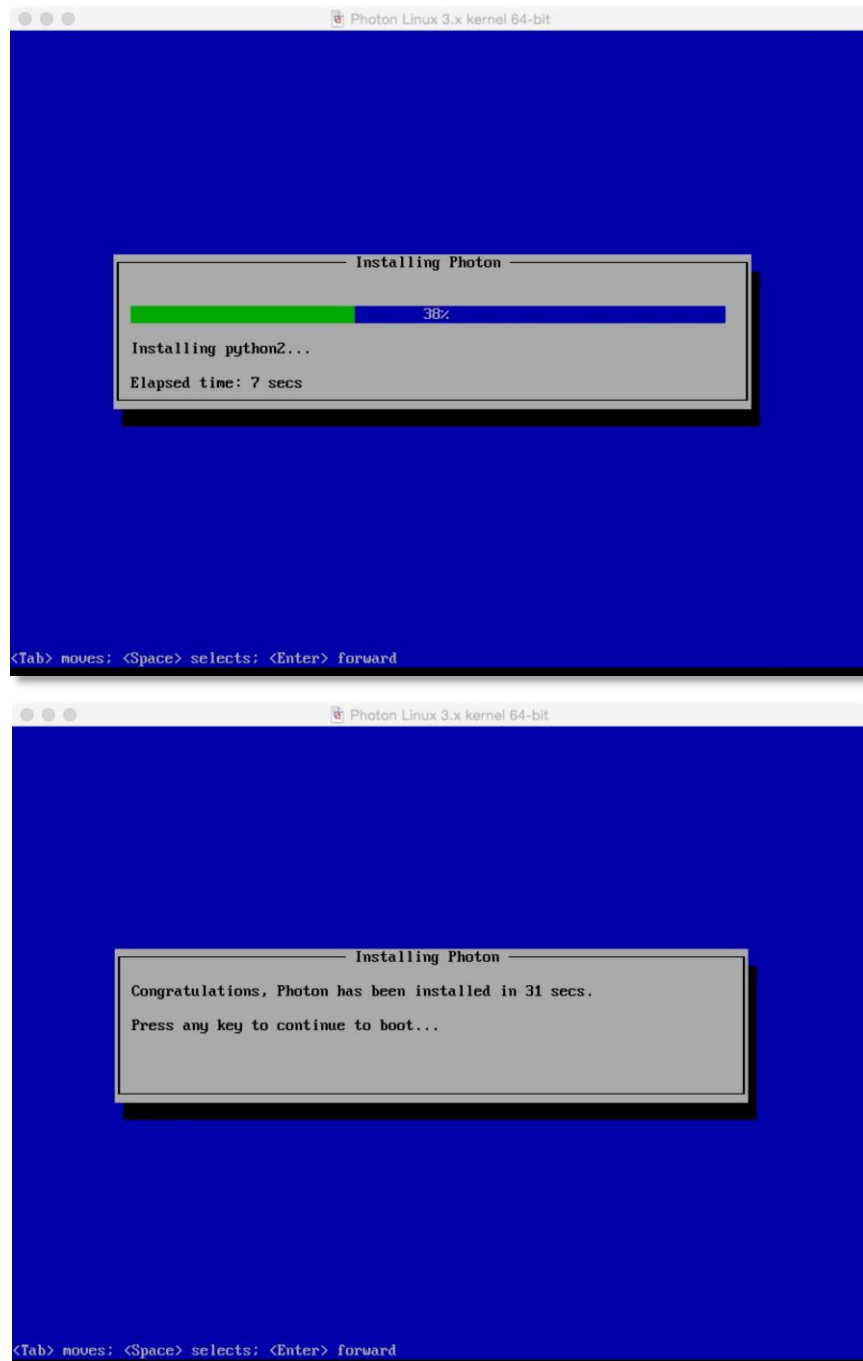 Photon Linux 3.x kernel 64-bit
Installing Photon
38%
Installing python2...
Elapsed time: 7 secs
<Tab> moves; <Space> selects; <Enter> forward
Photon Linux 3.x kernel 64-bit
Installing Photon
Congratulations, Photon has been installed in 31 secs.
Press any key to continue to boot...
<Tab> moves; <Space> selects; <Enter> forward